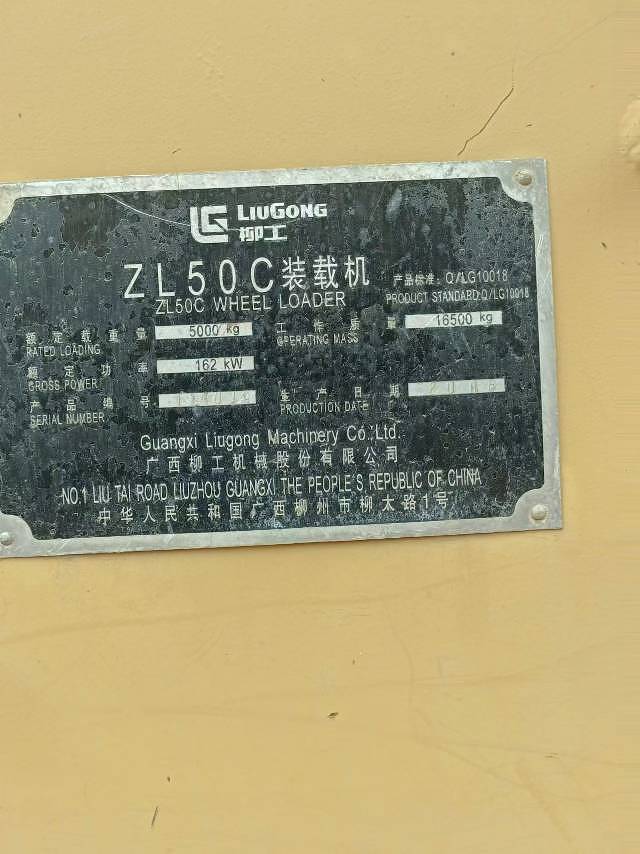 LG LIUGONG
柳工
ZL50C装载机 产品标准: Q/LG10018
ZL50C WHEEL LOADER PRODUCT STANDARD: Q/LG10018
额定载重量 5000 kg 工作质量 16500 kg
RATED LOADING OPERATING MASS
额定功率 162 kW
GROSS POWER
产品编号 生产日期
SERIAL NUMBER PRODUCTION DATE
Guangxi Liugong Machinery Co.Ltd.
广西柳工机械股份有限公司
NO.1 LIU TAI ROAD LIUZHOU GUANGXI THE PEOPLE'S REPUBLIC OF CHINA
中华人民共和国广西柳州市柳太路1号